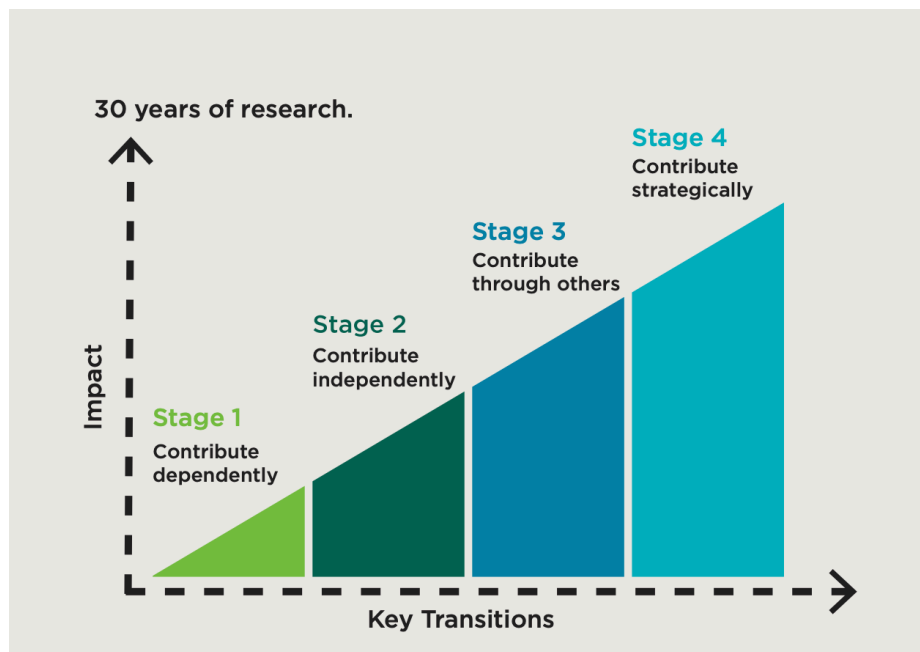 30 years of research.
Stage 4
Contribute
strategically
Stage 3
Contribute
through others
Stage 2
Contribute
independently
Stage 1
Contribute
dependently
Impact
Key Transitions